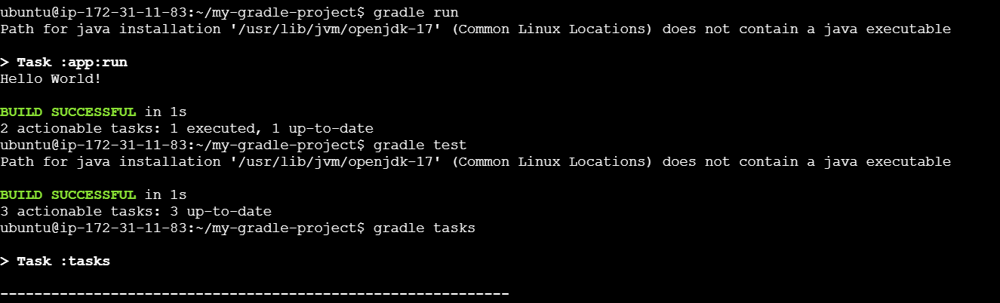 ubuntu@ip-172-31-11-83:~/my-gradle-project$ gradle run
Path for java installation '/usr/lib/jvm/openjdk-17' (Common Linux Locations) does not contain a java executable
> Task :app:run
Hello World!
BUILD SUCCESSFUL in 1s
2 actionable tasks: 1 executed, 1 up-to-date
ubuntu@ip-172-31-11-83:~/my-gradle-project$ gradle test
Path for java installation '/usr/lib/jvm/openjdk-17' (Common Linux Locations) does not contain a java executable
BUILD SUCCESSFUL in 1s
3 actionable tasks: 3 up-to-date
ubuntu@ip-172-31-11-83:~/my-gradle-project$ gradle tasks
> Task :tasks
------------------------------------------------------------